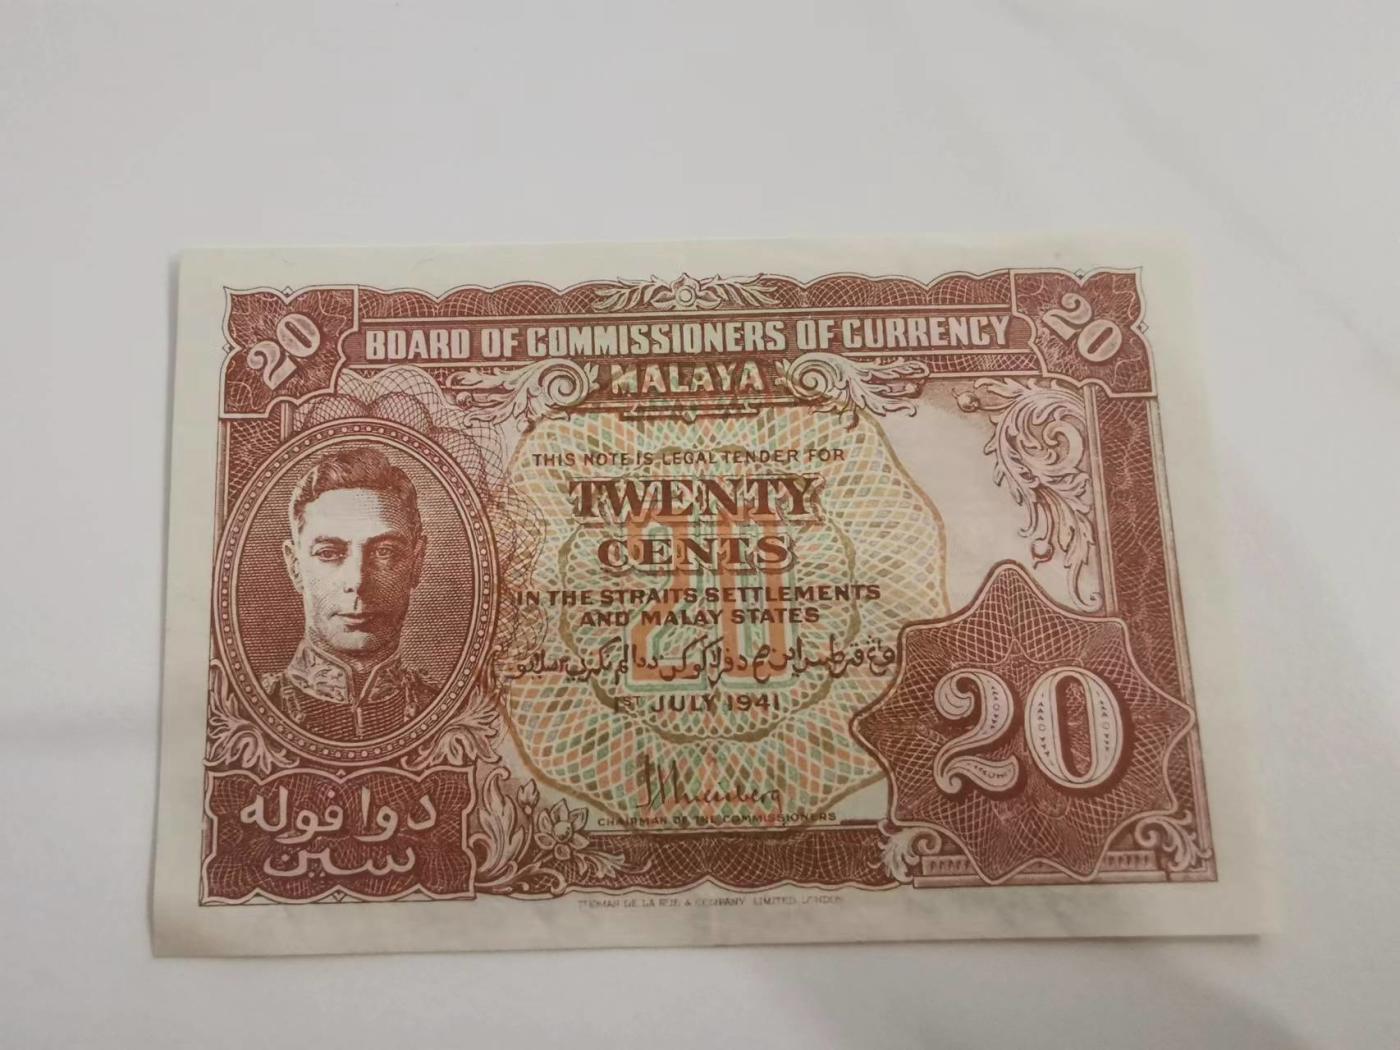 20
BOARD OF COMMISSIONERS OF CURRENCY
20
MALAYA
THIS NOTE IS LEGAL TENDER FOR
TWENTY
CENTS
20
IN THE STRAITS SETTLEMENTS
AND MALAY STATES
1ST JULY 1941
20
دوا فوله
سين
CHAIRMAN OF THE COMMISSIONERS
THOMAS DE LA RUE & COMPANY LIMITED, LONDON